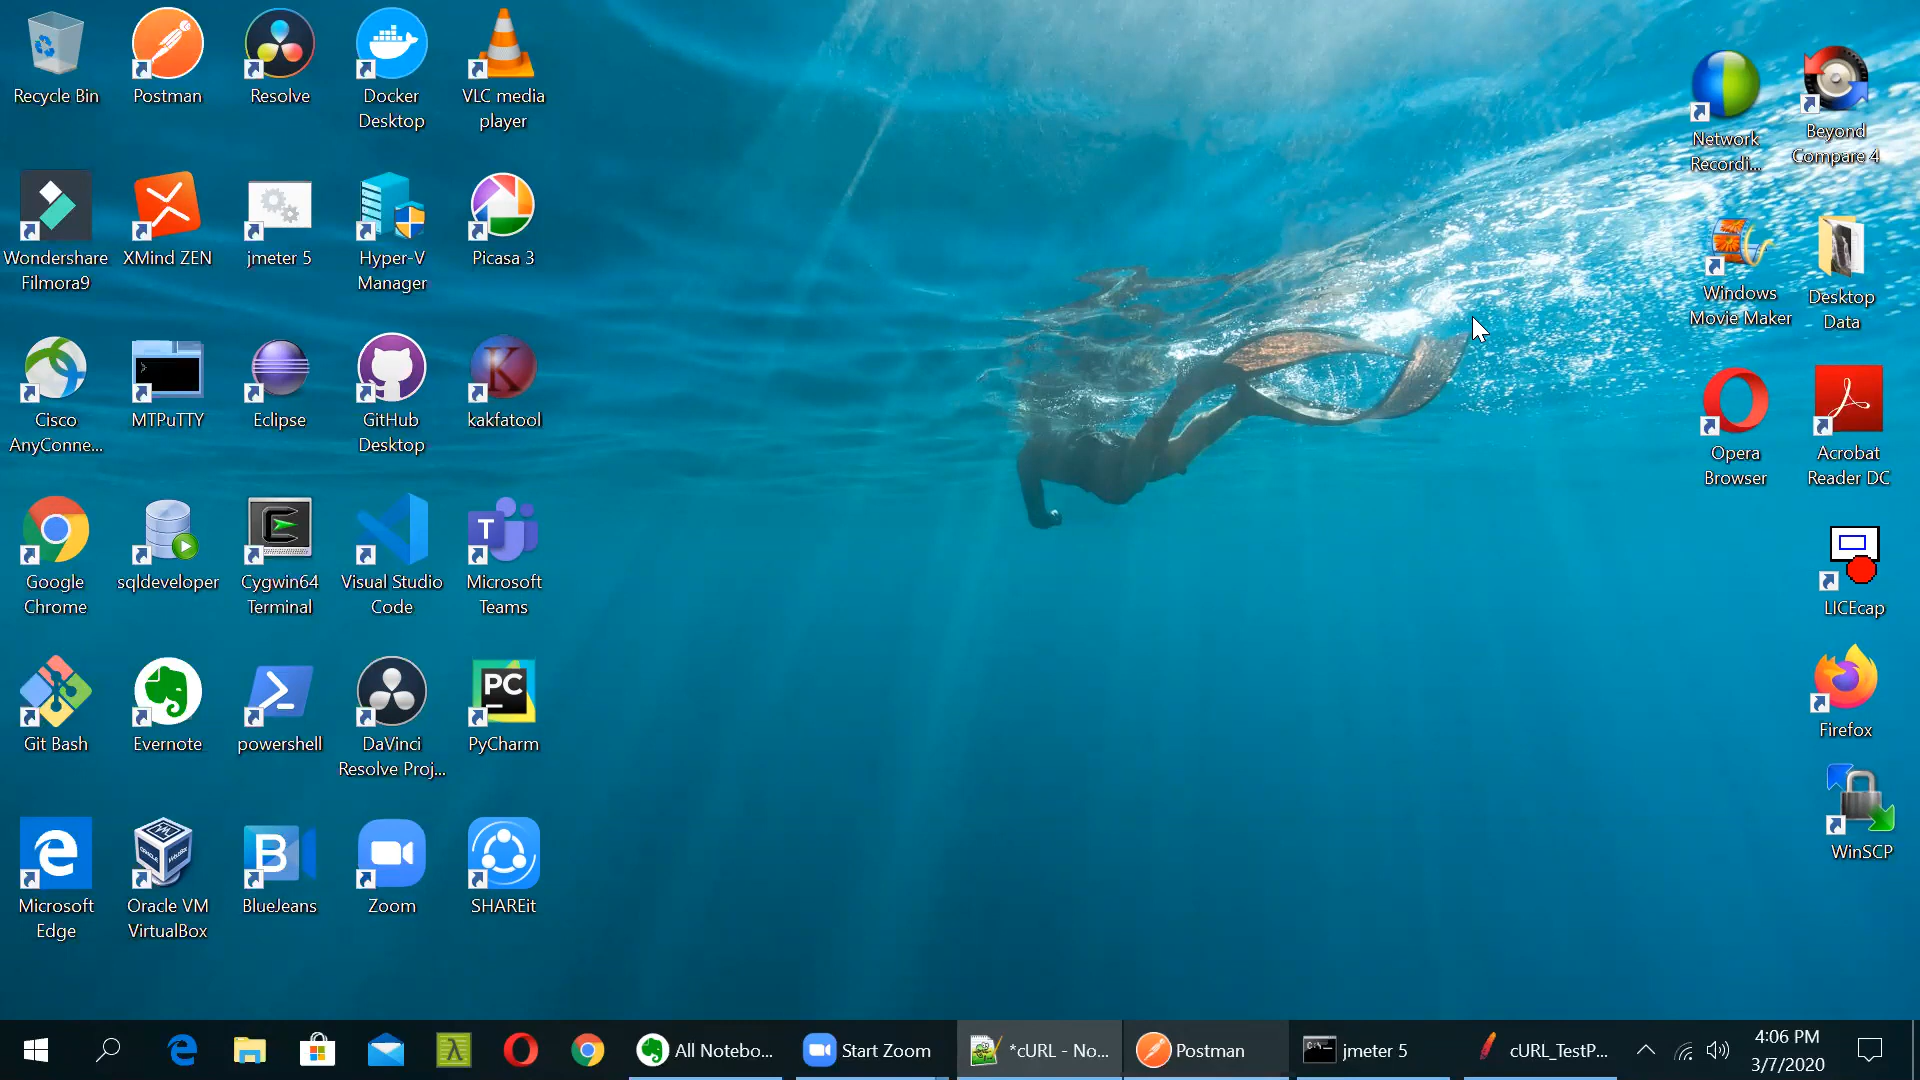 Recycle Bin
Postman
Resolve
Docker
Desktop
VLC media
player
Network
Recordi...
Beyond
Compare 4
Wondershare
Filmora9
XMind ZEN
jmeter 5
Hyper-V
Manager
Picasa 3
Windows
Movie Maker
Desktop
Data
Cisco
AnyConne...
MTPuTTY
Eclipse
GitHub
Desktop
K
kakfatool
Opera
Browser
Acrobat
Reader DC
Google
Chrome
sqldeveloper
Cygwin64
Terminal
Visual Studio
Code
T
Microsoft
Teams
LICEcap
Git Bash
Evernote
powershell
DaVinci
Resolve Proj...
PC
PyCharm
Firefox
Microsoft
Edge
Oracle VM
VirtualBox
B
BlueJeans
Zoom
SHAREit
WinSCP
All Notebo...
Start Zoom
*cURL - No...
Postman
jmeter 5
cURL_TestP...
4:06 PM
3/7/2020